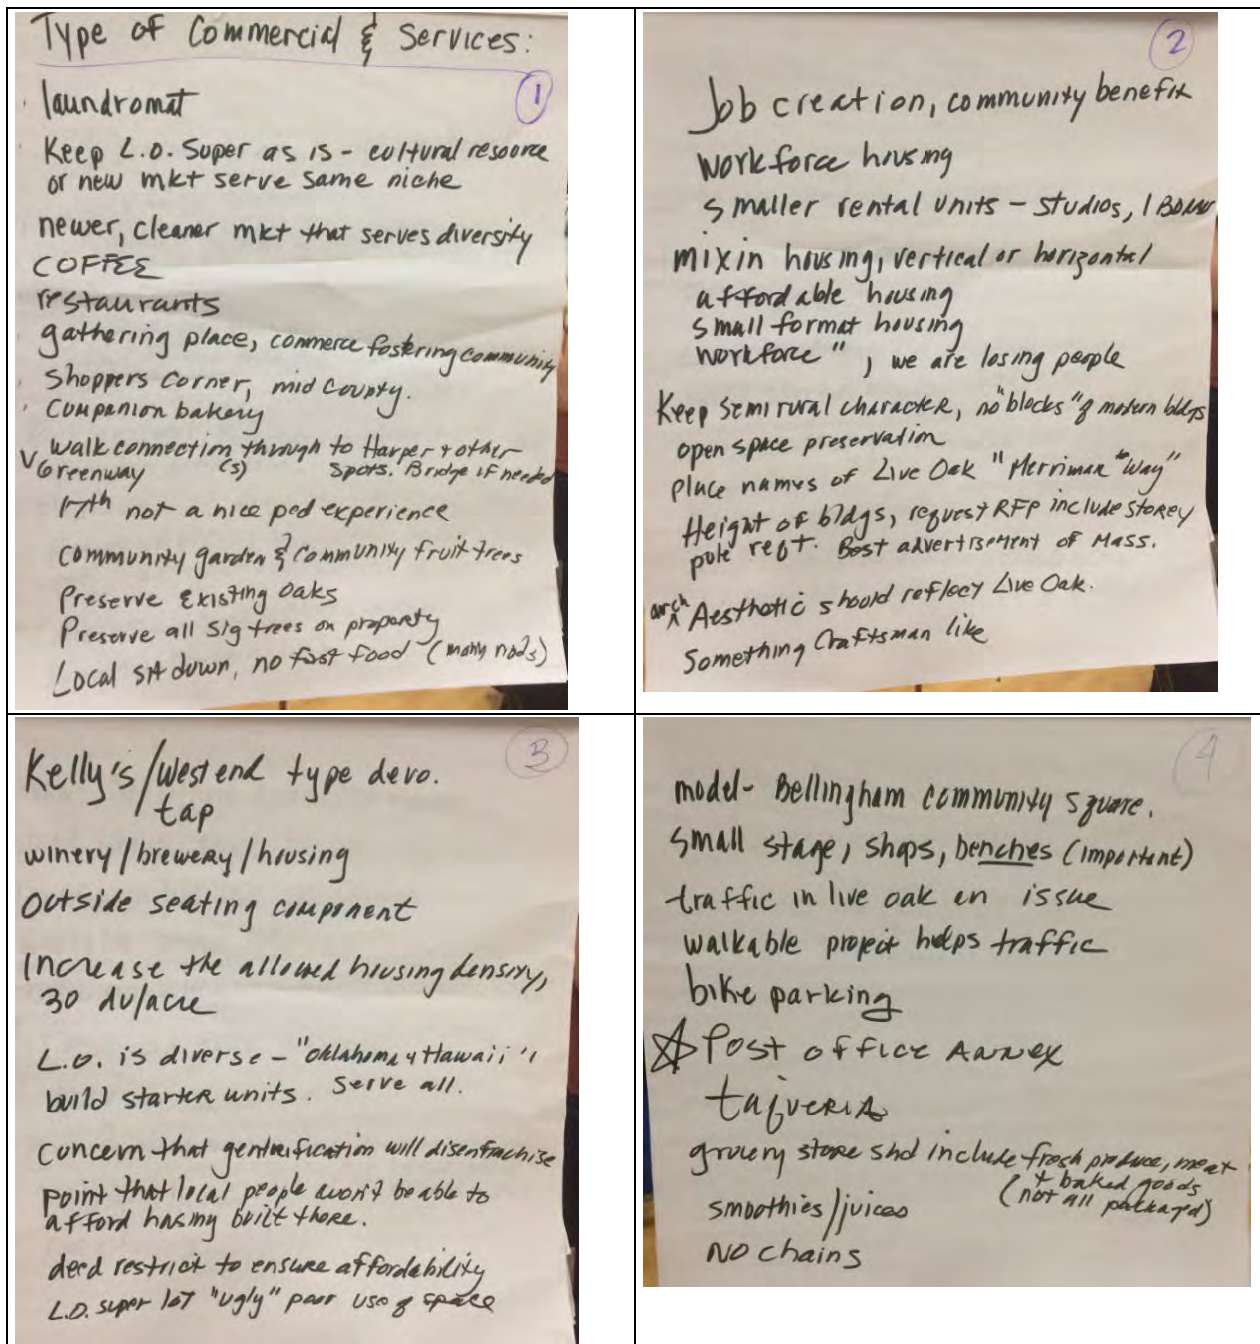 Type of Commercial & Services:
1
laundromat
Keep L.O. Super as is - cultural resource
or new mkt serve same niche
newer, cleaner mkt that serves diversity
COFFEE
restaurants
gathering place, commerce fostering community
Shoppers Corner, mid County.
Companion bakery
walk connection(s) through to Harper + other
Greenway spots. Bridge if needed
17th not a nice ped experience
community garden & community fruit trees
Preserve existing oaks
Preserve all sig trees on property
Local sit down, no fast food - (many nods)
2
Job creation, community benefit
workforce housing
smaller rental units - studios, 1 BDRM
mix in housing, vertical or horizontal
affordable housing
small format housing
workforce ", we are losing people
Keep semi rural character, no "blocks" of modern bldgs
open space preservation
place names of Live Oak "Merriman Way"
Height of bldgs, request RFP include storey
pole reqt. Best advertisement of Mass.
arch Aesthetic should reflect Live Oak.
Something Craftsman like
3
Kelly's/West end type devo.
tap
winery/brewery/housing
outside seating component
Increase the allowed housing density,
30 du/acre
L.O. is diverse - "Oklahoma & Hawaii"
build starter units. Serve all.
concern that gentrification will disenfrachise
point that local people won't be able to
afford housing built there.
deed restrict to ensure affordability
L.O. super lot "ugly" poor use of space
4
model- Bellingham community square.
small stage, shops, benches (important)
traffic in live oak an issue
walkable project helps traffic
bike parking
Post office Annex
taqueria
grocery store shd include fresh produce, meat
+ baked goods
(not all packaged)
smoothies/juices
NO chains